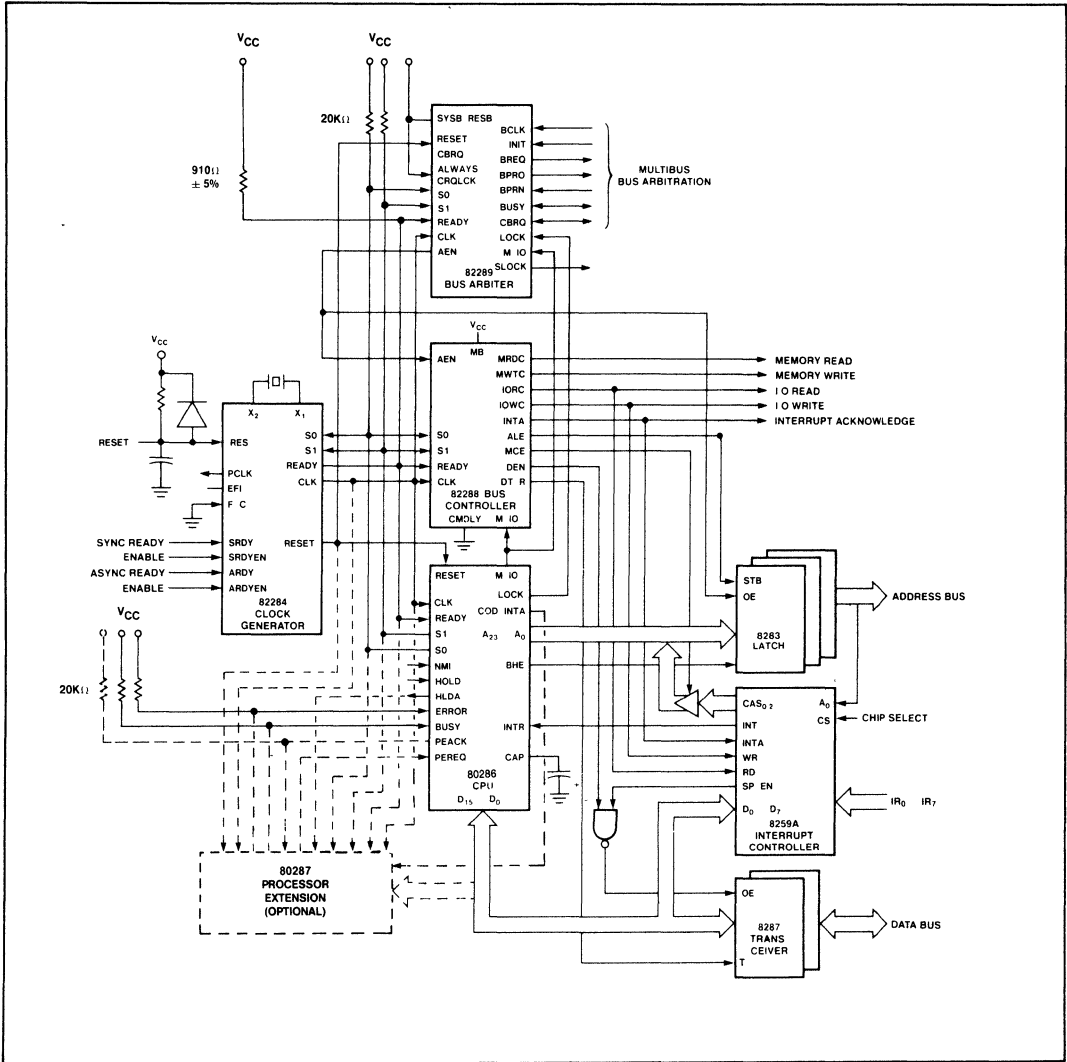 VCC
VCC
20KΩ
910Ω
± 5%
SYSB RESB
RESET
CBRQ
ALWAYS
CRQLCK
S0
S1
READY
CLK
AEN
BCLK
INIT
BREQ
BPRO
BPRN
BUSY
CBRQ
LOCK
M IO
SLOCK
82289
BUS ARBITER
MULTIBUS
BUS ARBITRATION
VCC
MB
AEN
S0
S1
READY
CLK
MRDC
MWTC
IORC
IOWC
INTA
ALE
MCE
DEN
DT R
82288 BUS
CONTROLLER
CMDLY M IO
MEMORY READ
MEMORY WRITE
I O READ
I O WRITE
INTERRUPT ACKNOWLEDGE
VCC
RESET
X2 X1
RES
PCLK
EFI
F C
SRDY
SRDYEN
ARDY
ARDYEN
S0
S1
READY
CLK
RESET
82284
CLOCK
GENERATOR
SYNC READY
ENABLE
ASYNC READY
ENABLE
VCC
20KΩ
RESET
M IO
CLK
READY
S1
S0
NMI
HOLD
HLDA
ERROR
BUSY
PEACK
PEREQ
LOCK
COD INTA
A23 A0
BHE
INTR
CAP
+
80286
CPU
D15 D0
STB
OE
8283
LATCH
ADDRESS BUS
CAS0 2
INT
INTA
WR
RD
SP EN
D0 D7
A0
CS
CHIP SELECT
IR0 IR7
8259A
INTERRUPT
CONTROLLER
80287
PROCESSOR
EXTENSION
(OPTIONAL)
OE
8287
TRANS
CEIVER
T
DATA BUS